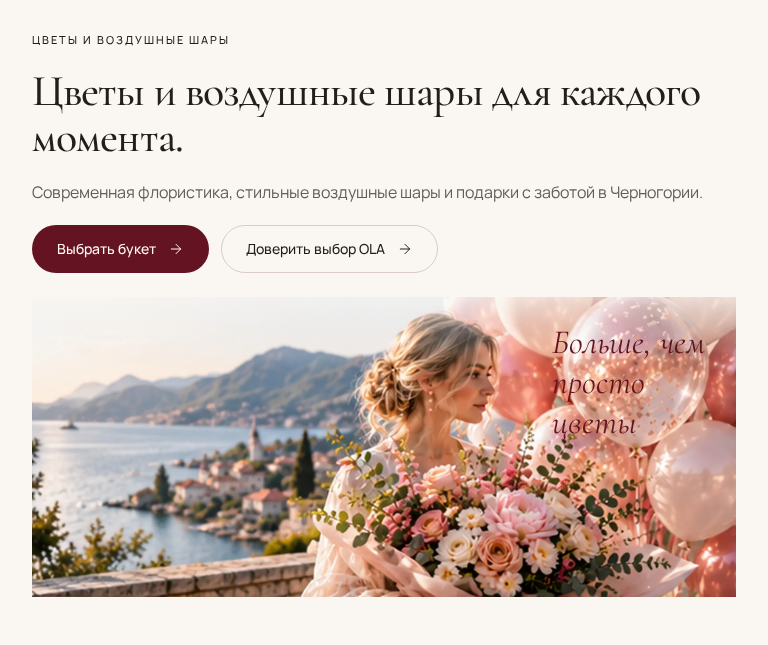 ЦВЕТЫ И ВОЗДУШНЫЕ ШАРЫ
Цветы и воздушные шары для каждого
момента.
Современная флористика, стильные воздушные шары и подарки с заботой в Черногории.
Выбрать букет →
Доверить выбор OLA →
Больше, чем
просто
цветы